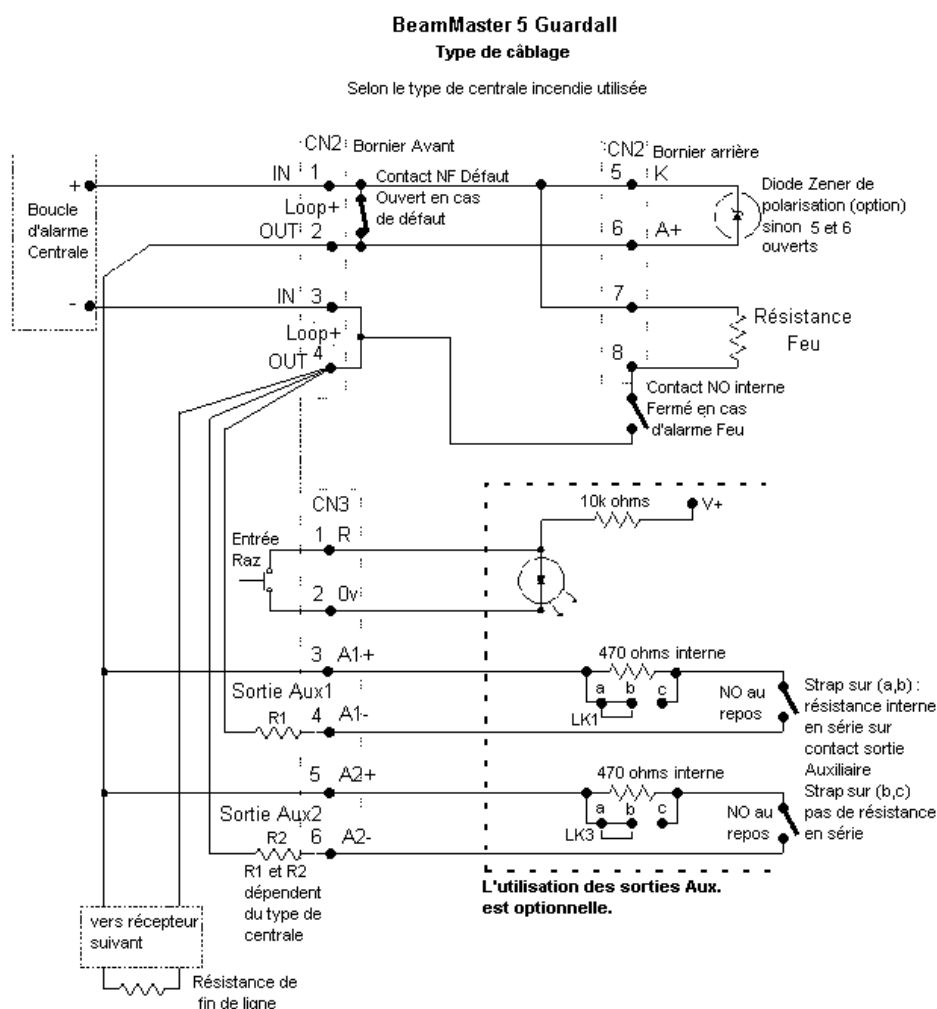 BeamMaster 5 Guardall
Type de câblage
Selon le type de centrale incendie utilisée
CN2 Bornier Avant
CN2 Bornier arrière
+
Boucle
d'alarme
Centrale
-
IN 1
Loop+
OUT 2
Contact NF Défaut
Ouvert en cas
de défaut
5 K
6 A+
Diode Zener de
polarisation (option)
sinon 5 et 6
ouverts
IN 3
Loop+
OUT 4
7
8
Résistance
Feu
Contact NO interne
Fermé en cas
d'alarme Feu
CN3
10k ohms
V+
Entrée
Raz
1 R
2 0v
3 A1+
Sortie Aux1
R1
4 A1-
470 ohms interne
a b c
LK1
NO au
repos
5 A2+
Sortie Aux2
R2
6 A2-
470 ohms interne
a b c
LK3
NO au
repos
Strap sur (a,b) :
résistance interne
en série sur
contact sortie
Auxiliaire
Strap sur (b,c)
pas de résistance
en série
R1 et R2
dépendent
du type de
centrale
L'utilisation des sorties Aux.
est optionnelle.
vers récepteur
suivant
Résistance de
fin de ligne